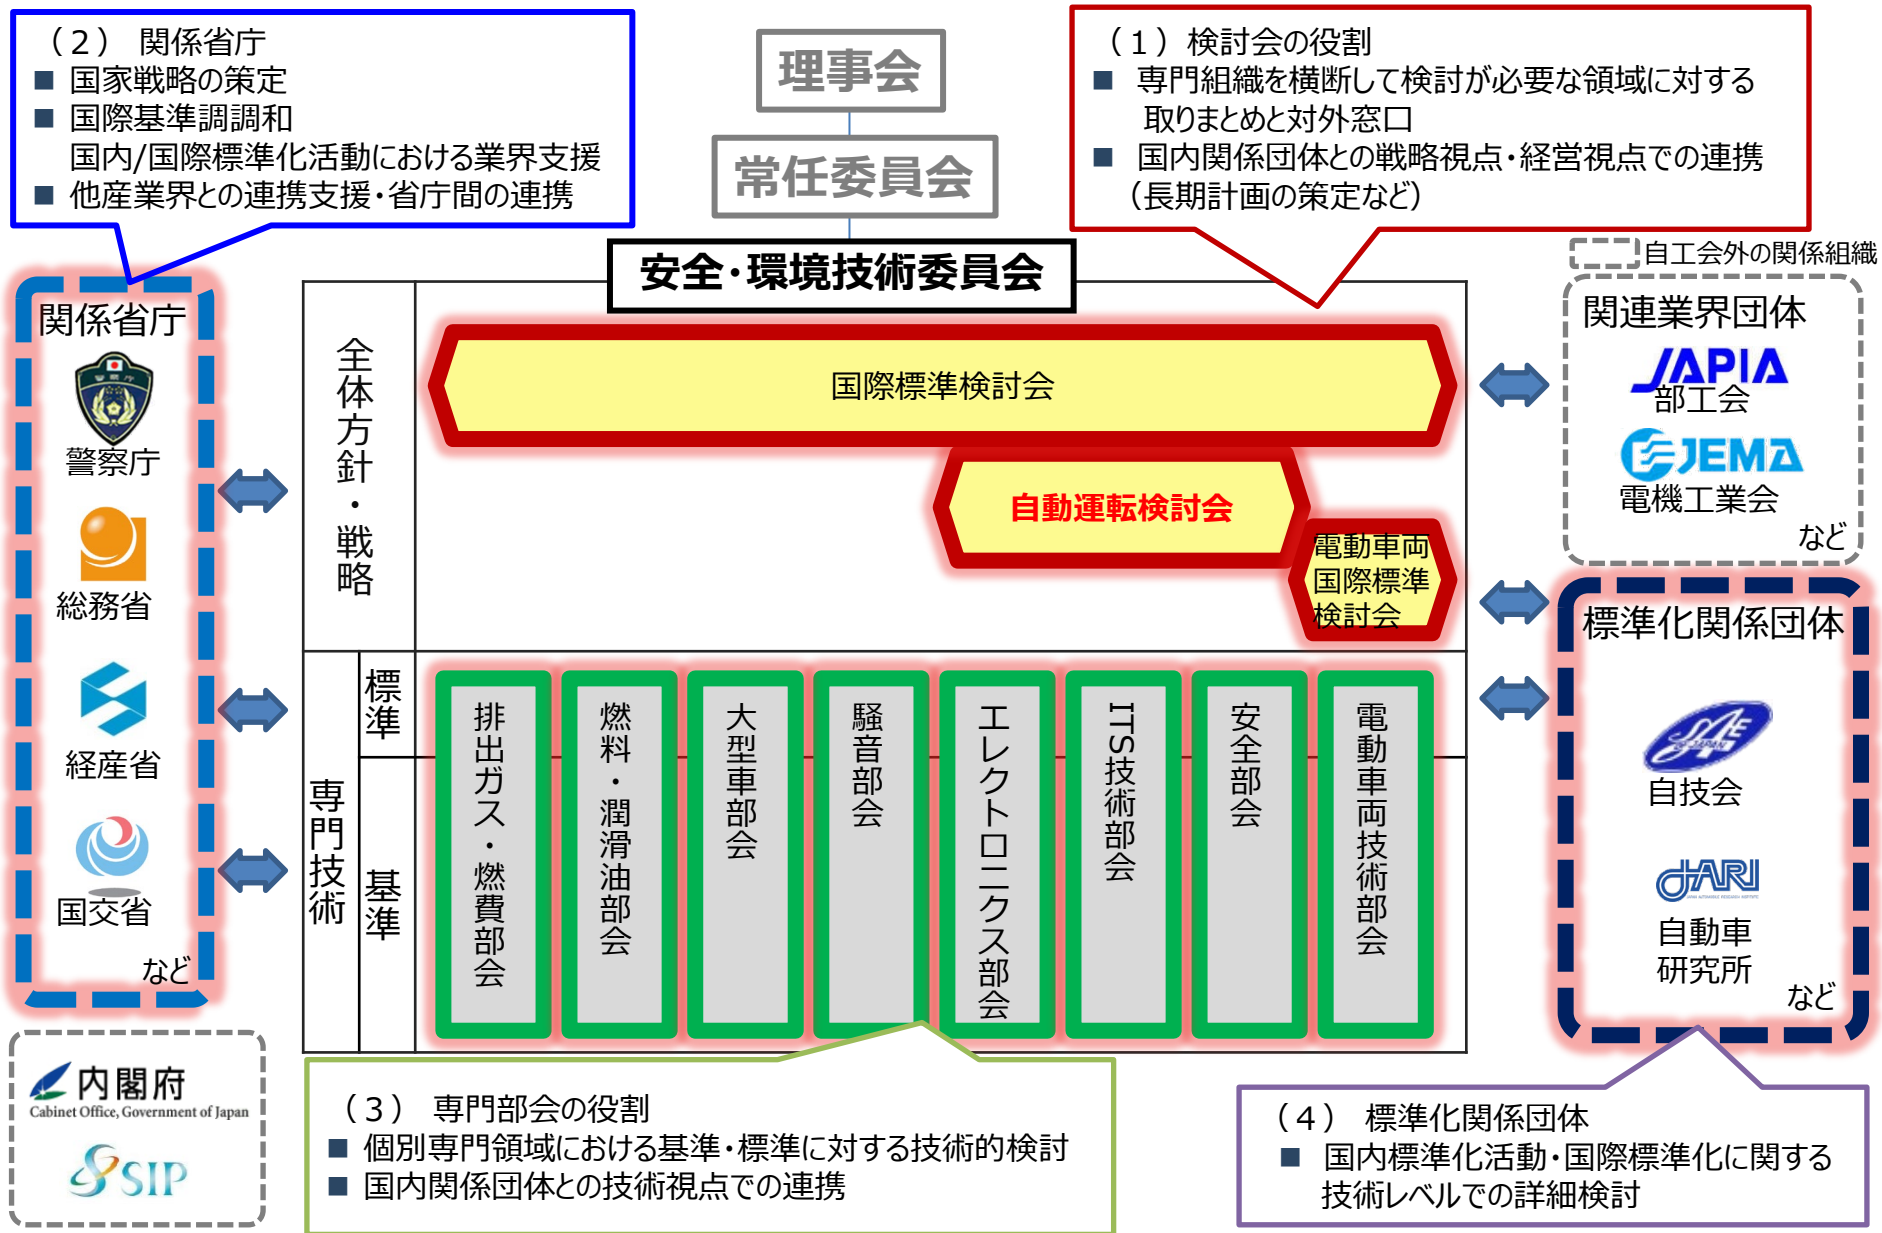 （２） 関係省庁
■ 国家戦略の策定
■ 国際基準調調和
国内/国際標準化活動における業界支援
■ 他産業界との連携支援・省庁間の連携
理事会
常任委員会
安全・環境技術委員会
（１）検討会の役割
■ 専門組織を横断して検討が必要な領域に対する
取りまとめと対外窓口
■ 国内関係団体との戦略視点・経営視点での連携
（長期計画の策定など）
自工会外の関係組織
関係省庁
警察庁
総務省
経産省
国交省
など
内閣府
Cabinet Office, Government of Japan
SIP
全体方針・戦略
国際標準検討会
自動運転検討会
電動車両
国際標準
検討会
専門技術
標準
基準
排出ガス・燃費部会
燃料・潤滑油部会
大型車部会
騒音部会
エレクトロニクス部会
ITS技術部会
安全部会
電動車両技術部会
関連業界団体
JAPIA
部工会
JEMA
電機工業会
など
標準化関係団体
SAE
OF JAPAN
自技会
JARI
JAPAN AUTOMOBILE RESEARCH INSTITUTE
自動車
研究所
など
（３） 専門部会の役割
■ 個別専門領域における基準・標準に対する技術的検討
■ 国内関係団体との技術視点での連携
（４） 標準化関係団体
■ 国内標準化活動・国際標準化に関する
技術レベルでの詳細検討